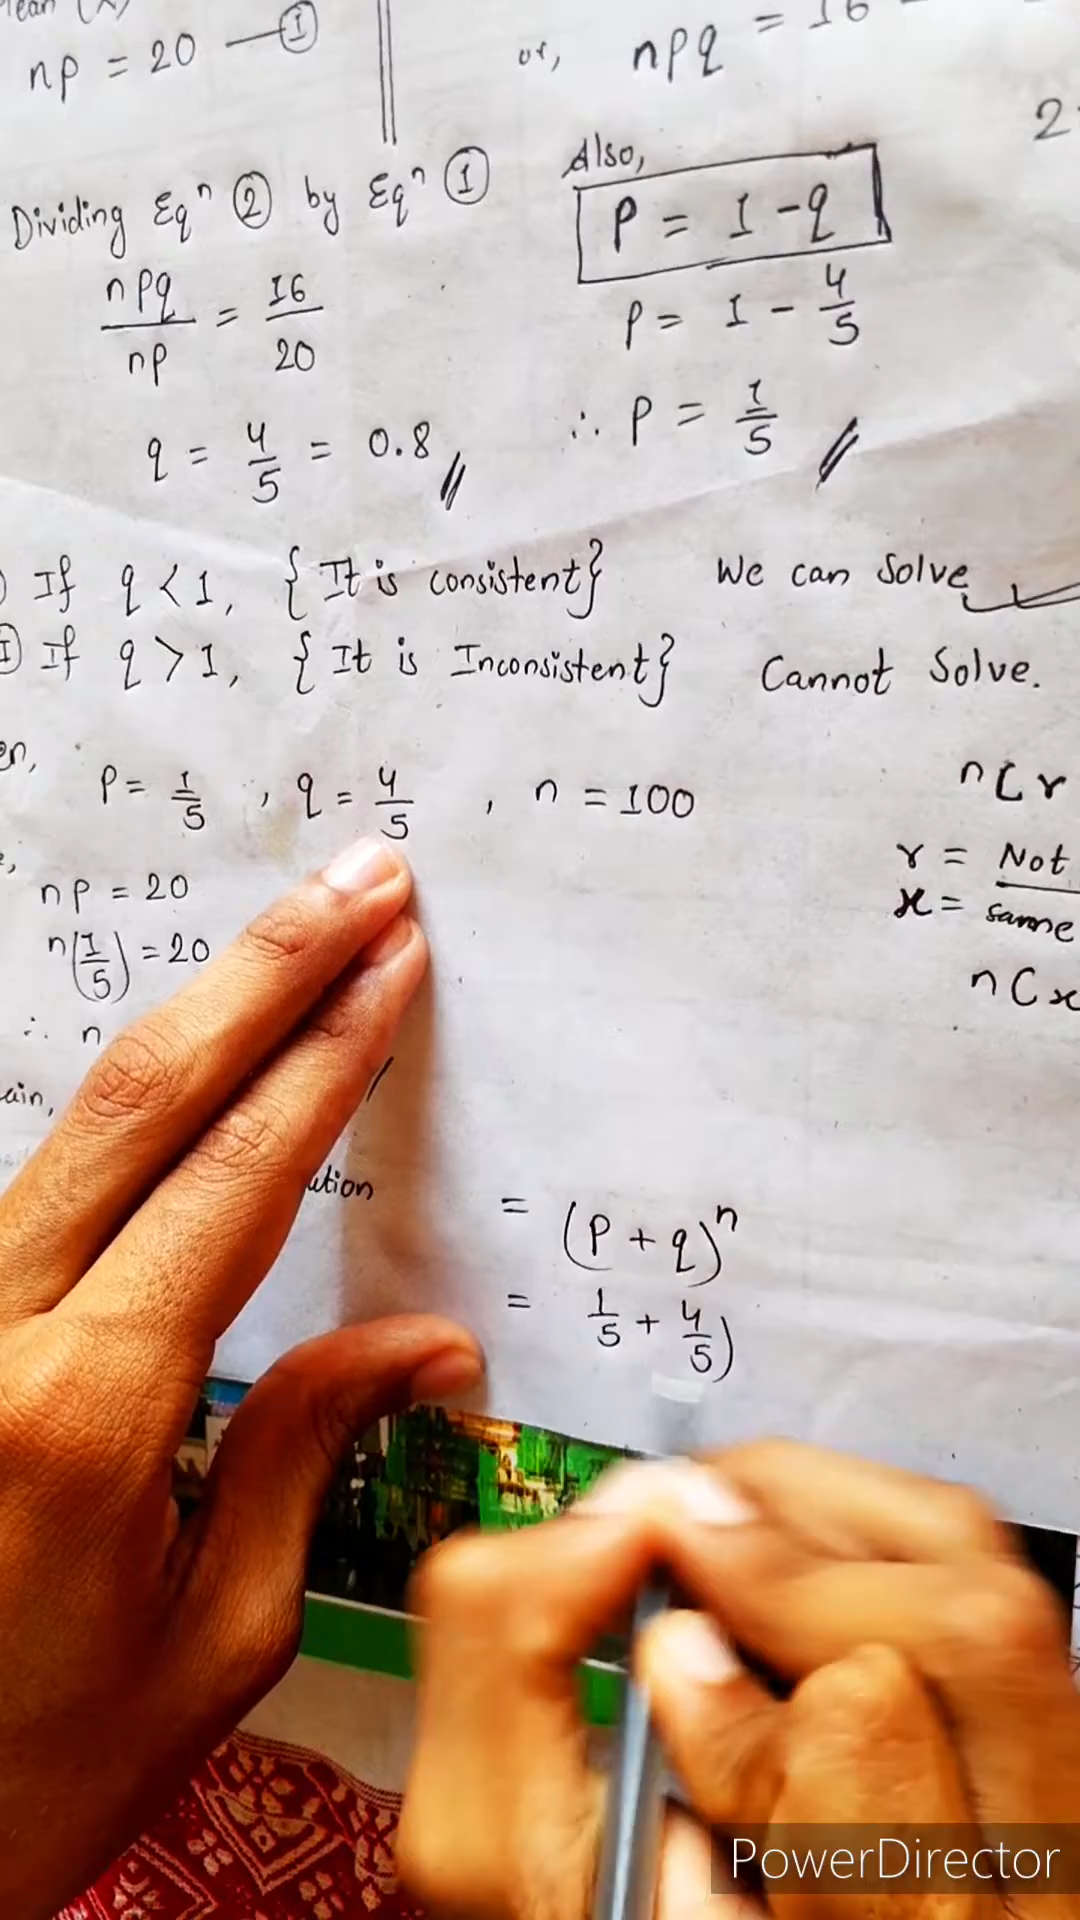 np = 20 — ①
or, npq = 16
Dividing Eqⁿ ② by Eqⁿ ①
npq/np = 16/20
q = 4/5 = 0.8
Also,
P = 1 - q
P = 1 - 4/5
∴ P = 1/5
If q < 1, {It is consistent} We can Solve
If q > 1, {It is Inconsistent} Cannot Solve.
P = 1/5 , q = 4/5 , n = 100
np = 20
n(1/5) = 20
∴ n
nCr
r = Not
x = same
nCx
= (P + q)ⁿ
= 1/5 + 4/5)
PowerDirector